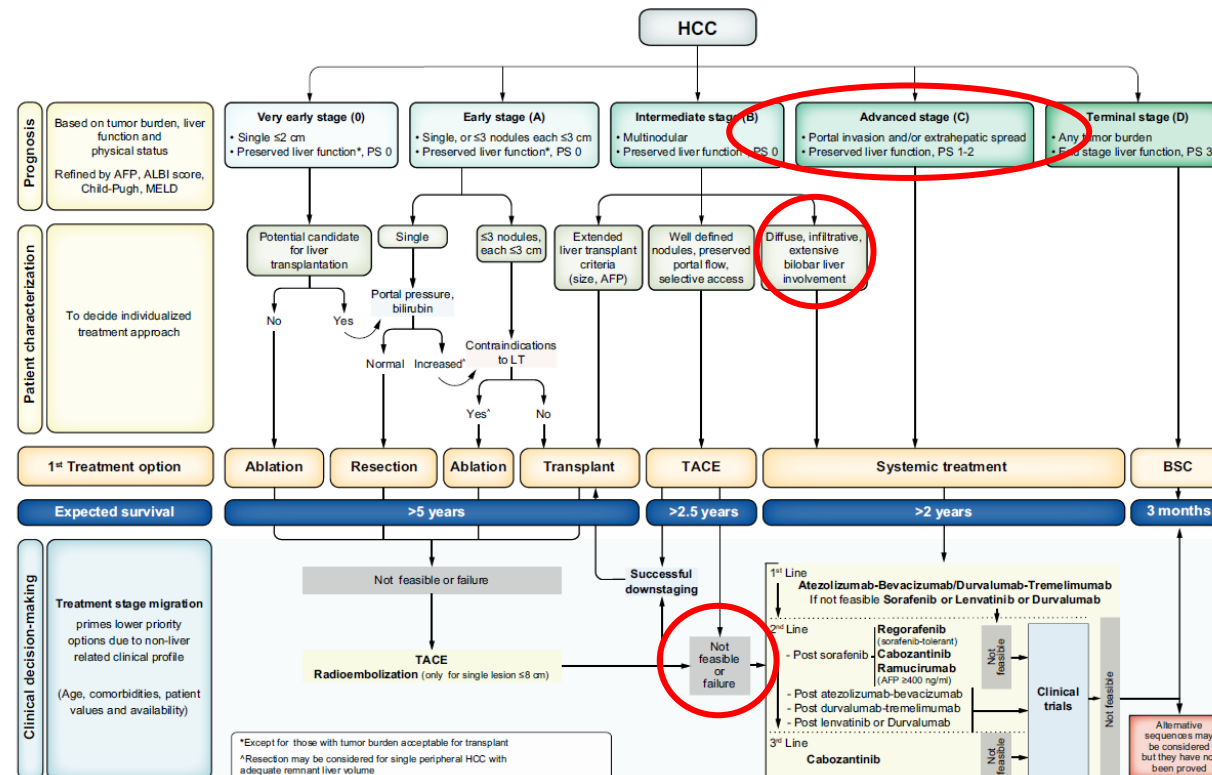 HCC
Prognosis
Based on tumor burden, liver
function and
physical status
Refined by AFP, ALBI score,
Child-Pugh, MELD
Very early stage (0)
• Single ≤2 cm
• Preserved liver function*, PS 0
Early stage (A)
• Single, or ≤3 nodules each ≤3 cm
• Preserved liver function*, PS 0
Intermediate stage (B)
• Multinodular
• Preserved liver function*, PS 0
Advanced stage (C)
• Portal invasion and/or extrahepatic spread
• Preserved liver function, PS 1-2
Terminal stage (D)
• Any tumor burden
• End stage liver function, PS 3
Patient characterization
To decide individualized
treatment approach
Potential candidate
for liver
transplantation
Single
≤3 nodules,
each ≤3 cm
Extended
liver transplant
criteria
(size, AFP)
Well defined
nodules, preserved
portal flow,
selective access
Diffuse, infiltrative,
extensive
bilobar liver
involvement
No
Yes
Portal pressure,
bilirubin
Normal
Increased^
Contraindications
to LT
Yes^
No
1st Treatment option
Ablation
Resection
Ablation
Transplant
TACE
Systemic treatment
BSC
Expected survival
>5 years
>2.5 years
>2 years
3 months
Clinical decision-making
Treatment stage migration
primes lower priority
options due to non-liver
related clinical profile
(Age, comorbidities, patient
values and availability)
Not feasible or failure
TACE
Radioembolization (only for single lesion ≤8 cm)
Successful
downstaging
Not
feasible
or
failure
1st Line
Atezolizumab-Bevacizumab/Durvalumab-Tremelimumab
If not feasible Sorafenib or Lenvatinib or Durvalumab
2nd Line
- Post sorafenib
Regorafenib
(sorafenib-tolerant)
Cabozantinib
Ramucirumab
(AFP ≥400 ng/ml)
- Post atezolizumab-bevacizumab
- Post durvalumab-tremelimumab
- Post lenvatinib or Durvalumab
3rd Line
Cabozantinib
Not
feasible
Not
feasible
Clinical
trials
Not feasible
Alternative
sequences may
be considered
but they have not
been proved
*Except for those with tumor burden acceptable for transplant
^Resection may be considered for single peripheral HCC with
adequate remnant liver volume